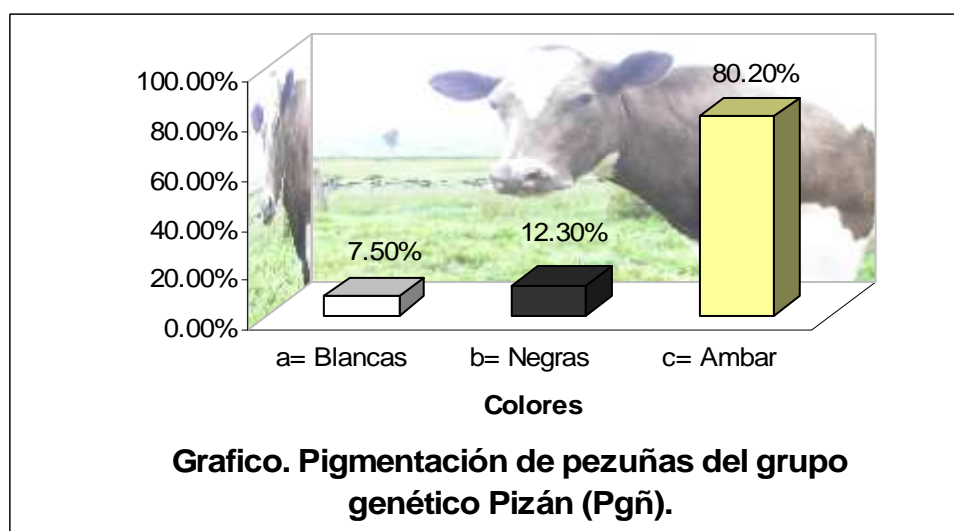 100.00%
80.00%
60.00%
40.00%
20.00%
0.00%
7.50%
12.30%
80.20%
a= Blancas
b= Negras
c= Ambar
Colores
Grafico. Pigmentación de pezuñas del grupo
genético Pizán (Pgñ).